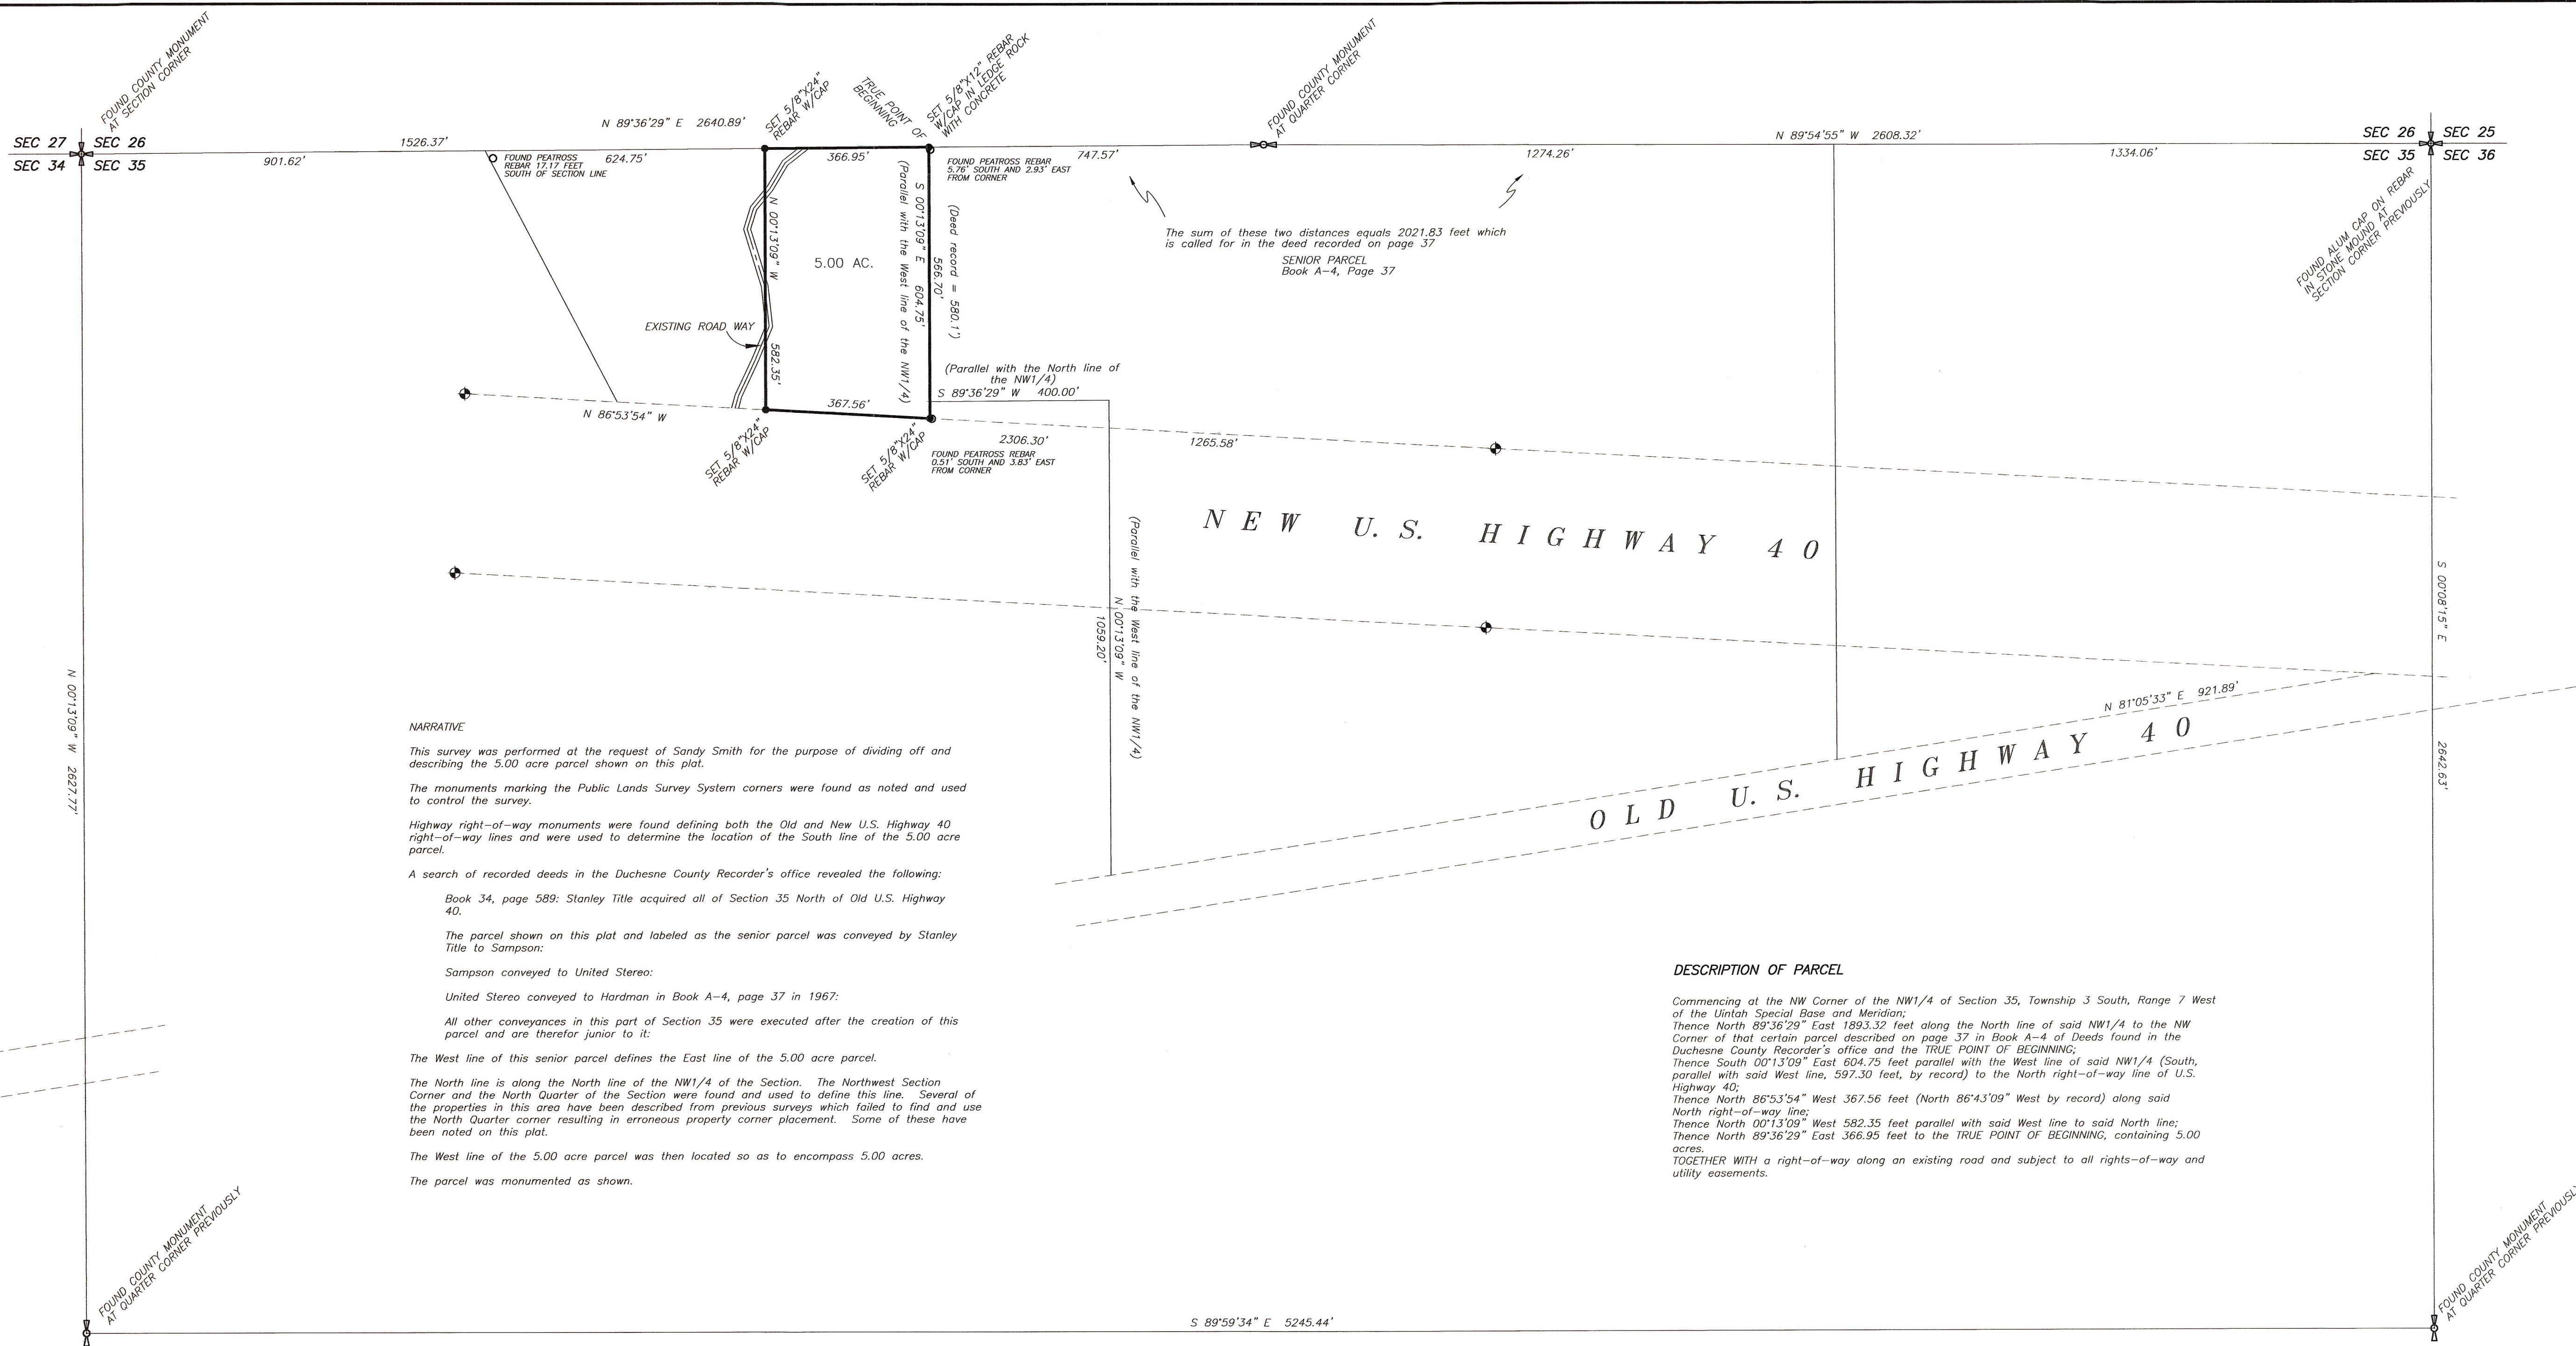 FOUND COUNTY MONUMENT
AT SECTION CORNER
SEC 27
SEC 26
SEC 34
SEC 35
901.62'
1526.37'
FOUND PEATROSS
REBAR 17.17 FEET
SOUTH OF SECTION LINE
624.75'
N 89°36'29" E 2640.89'
SET 5/8"X24"
REBAR W/CAP
TRUE POINT OF
BEGINNING
SET 5/8"X12" REBAR
W/CAP IN LEDGE ROCK
WITH CONCRETE
366.95'
FOUND PEATROSS REBAR
5.76' SOUTH AND 2.93' EAST
FROM CORNER
747.57'
FOUND COUNTY MONUMENT
AT QUARTER CORNER
1274.26'
N 89°54'55" W 2608.32'
1334.06'
SEC 26
SEC 25
SEC 35
SEC 36
FOUND ALUM CAP ON REBAR
IN STONE MOUND AT
SECTION CORNER PREVIOUSLY
The sum of these two distances equals 2021.83 feet which
is called for in the deed recorded on page 37
SENIOR PARCEL
Book A-4, Page 37
N 00°13'09" W
582.35'
5.00 AC.
S 00°13'09" E 604.75'
(Parallel with the West line of the NW1/4)
566.70'
(Deed record = 580.1')
EXISTING ROAD WAY
(Parallel with the North line of
the NW1/4)
S 89°36'29" W 400.00'
N 86°53'54" W
367.56'
SET 5/8"X24"
REBAR W/CAP
SET 5/8"X24"
REBAR W/CAP
2306.30'
FOUND PEATROSS REBAR
0.51' SOUTH AND 3.83' EAST
FROM CORNER
1265.58'
NEW U.S. HIGHWAY 40
(Parallel with the West line of the NW1/4)
N 00°13'09" W
1059.20'
S 00°08'15" E 2642.63'
N 00°13'09" W 2627.77'
N 81°05'33" E 921.89'
OLD U.S. HIGHWAY 40
NARRATIVE
This survey was performed at the request of Sandy Smith for the purpose of dividing off and
describing the 5.00 acre parcel shown on this plat.
The monuments marking the Public Lands Survey System corners were found as noted and used
to control the survey.
Highway right-of-way monuments were found defining both the Old and New U.S. Highway 40
right-of-way lines and were used to determine the location of the South line of the 5.00 acre
parcel.
A search of recorded deeds in the Duchesne County Recorder's office revealed the following:
Book 34, page 589: Stanley Title acquired all of Section 35 North of Old U.S. Highway
40.
The parcel shown on this plat and labeled as the senior parcel was conveyed by Stanley
Title to Sampson:
Sampson conveyed to United Stereo:
United Stereo conveyed to Hardman in Book A-4, page 37 in 1967:
All other conveyances in this part of Section 35 were executed after the creation of this
parcel and are therefor junior to it:
The West line of this senior parcel defines the East line of the 5.00 acre parcel.
The North line is along the North line of the NW1/4 of the Section. The Northwest Section
Corner and the North Quarter of the Section were found and used to define this line. Several of
the properties in this area have been described from previous surveys which failed to find and use
the North Quarter corner resulting in erroneous property corner placement. Some of these have
been noted on this plat.
The West line of the 5.00 acre parcel was then located so as to encompass 5.00 acres.
The parcel was monumented as shown.
DESCRIPTION OF PARCEL
Commencing at the NW Corner of the NW1/4 of Section 35, Township 3 South, Range 7 West
of the Uintah Special Base and Meridian;
Thence North 89°36'29" East 1893.32 feet along the North line of said NW1/4 to the NW
Corner of that certain parcel described on page 37 in Book A-4 of Deeds found in the
Duchesne County Recorder's office and the TRUE POINT OF BEGINNING;
Thence South 00°13'09" East 604.75 feet parallel with the West line of said NW1/4 (South,
parallel with said West line, 597.30 feet, by record) to the North right-of-way line of U.S.
Highway 40;
Thence North 86°53'54" West 367.56 feet (North 86°43'09" West by record) along said
North right-of-way line;
Thence North 00°13'09" West 582.35 feet parallel with said West line to said North line;
Thence North 89°36'29" East 366.95 feet to the TRUE POINT OF BEGINNING, containing 5.00
acres.
TOGETHER WITH a right-of-way along an existing road and subject to all rights-of-way and
utility easements.
FOUND COUNTY MONUMENT
AT QUARTER CORNER PREVIOUSLY
S 89°59'34" E 5245.44'
FOUND COUNTY MONUMENT
AT QUARTER CORNER PREVIOUSLY